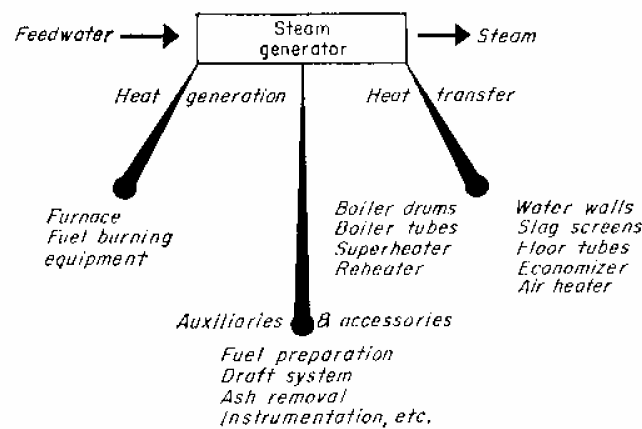 Feedwater
Steam
generator
Steam
Heat generation
Heat transfer
Furnace
Fuel burning
equipment
Boiler drums
Boiler tubes
Superheater
Reheater
Water walls
Slag screens
Floor tubes
Economizer
Air heater
Auxiliaries & accessories
Fuel preparation
Draft system
Ash removal
Instrumentation, etc.